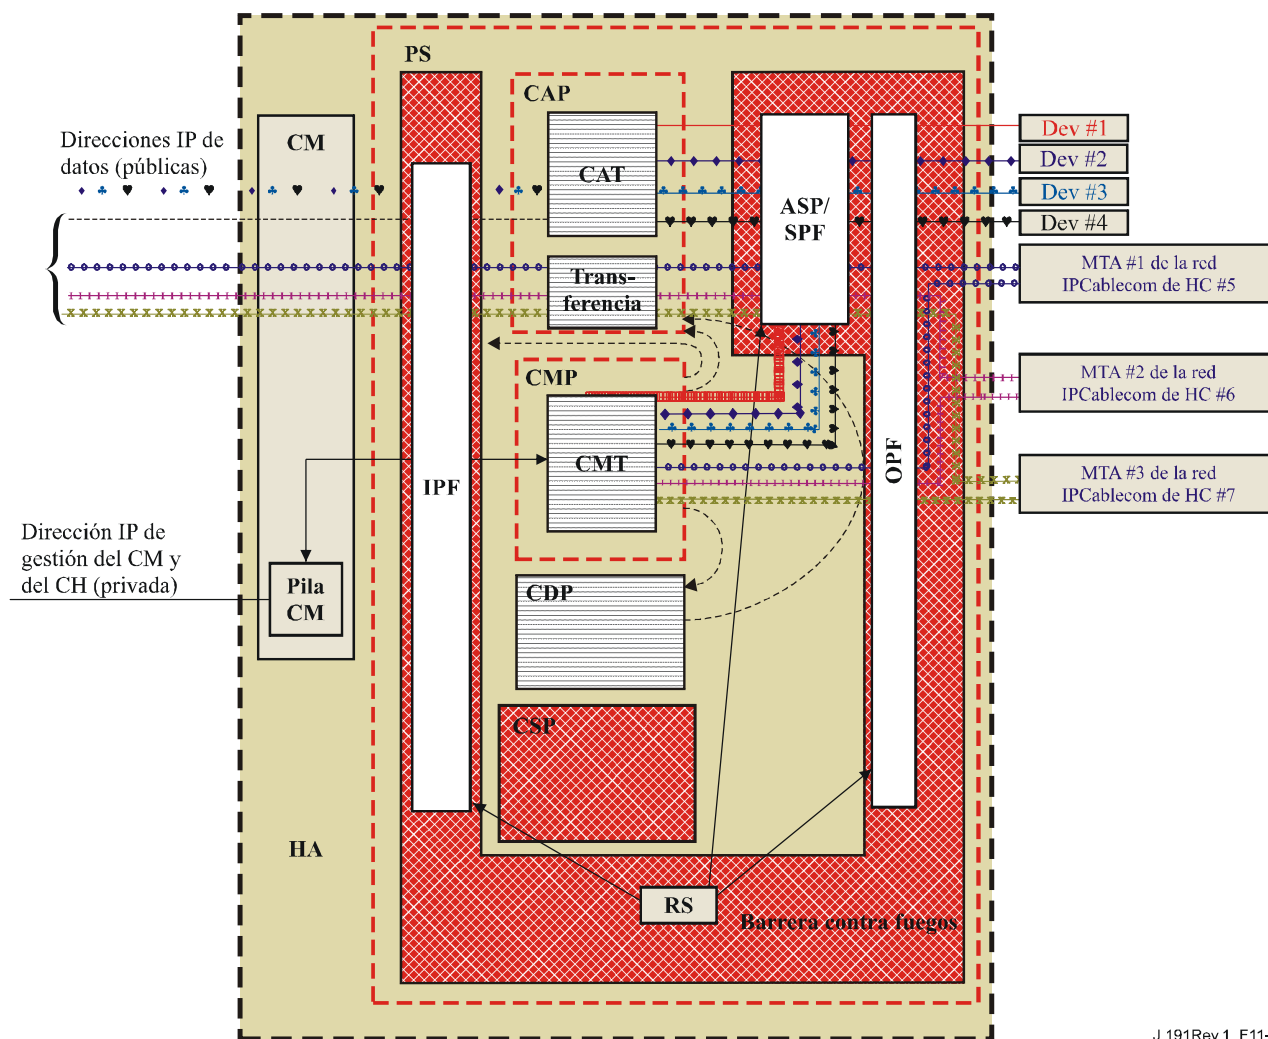 PS
CAP
CM
CAT
Direcciones IP de
datos (públicas)
ASP/
SPF
Dev #1
Dev #2
Dev #3
Dev #4
Trans-
ferencia
MTA #1 de la red
IPCablecom de HC #5
CMP
MTA #2 de la red
IPCablecom de HC #6
CMT
IPF
OPF
MTA #3 de la red
IPCablecom de HC #7
Dirección IP de
gestión del CM y
del CH (privada)
Pila
CM
CDP
CSP
HA
RS
Barrera contra fuegos
J.191Rev.1_F11-